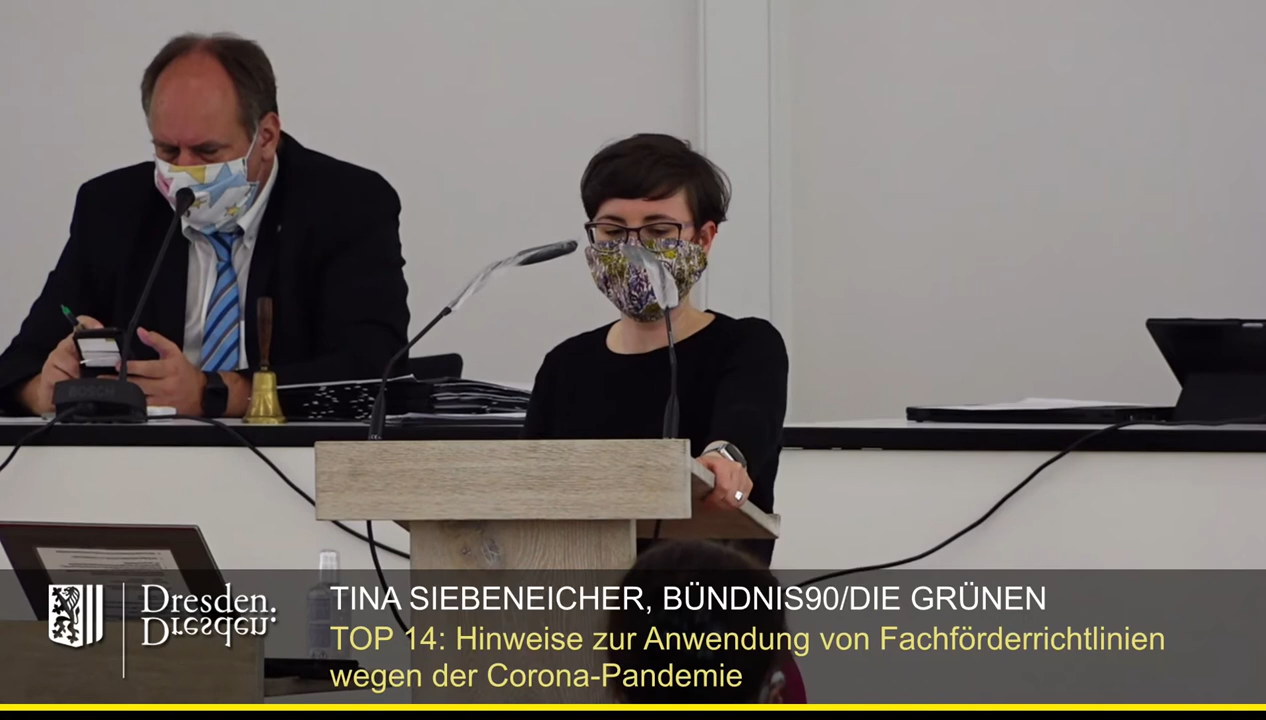 BOSCH
Dresden.
Dresden.
TINA SIEBENEICHER, BÜNDNIS90/DIE GRÜNEN
TOP 14: Hinweise zur Anwendung von Fachförderrichtlinien
wegen der Corona-Pandemie